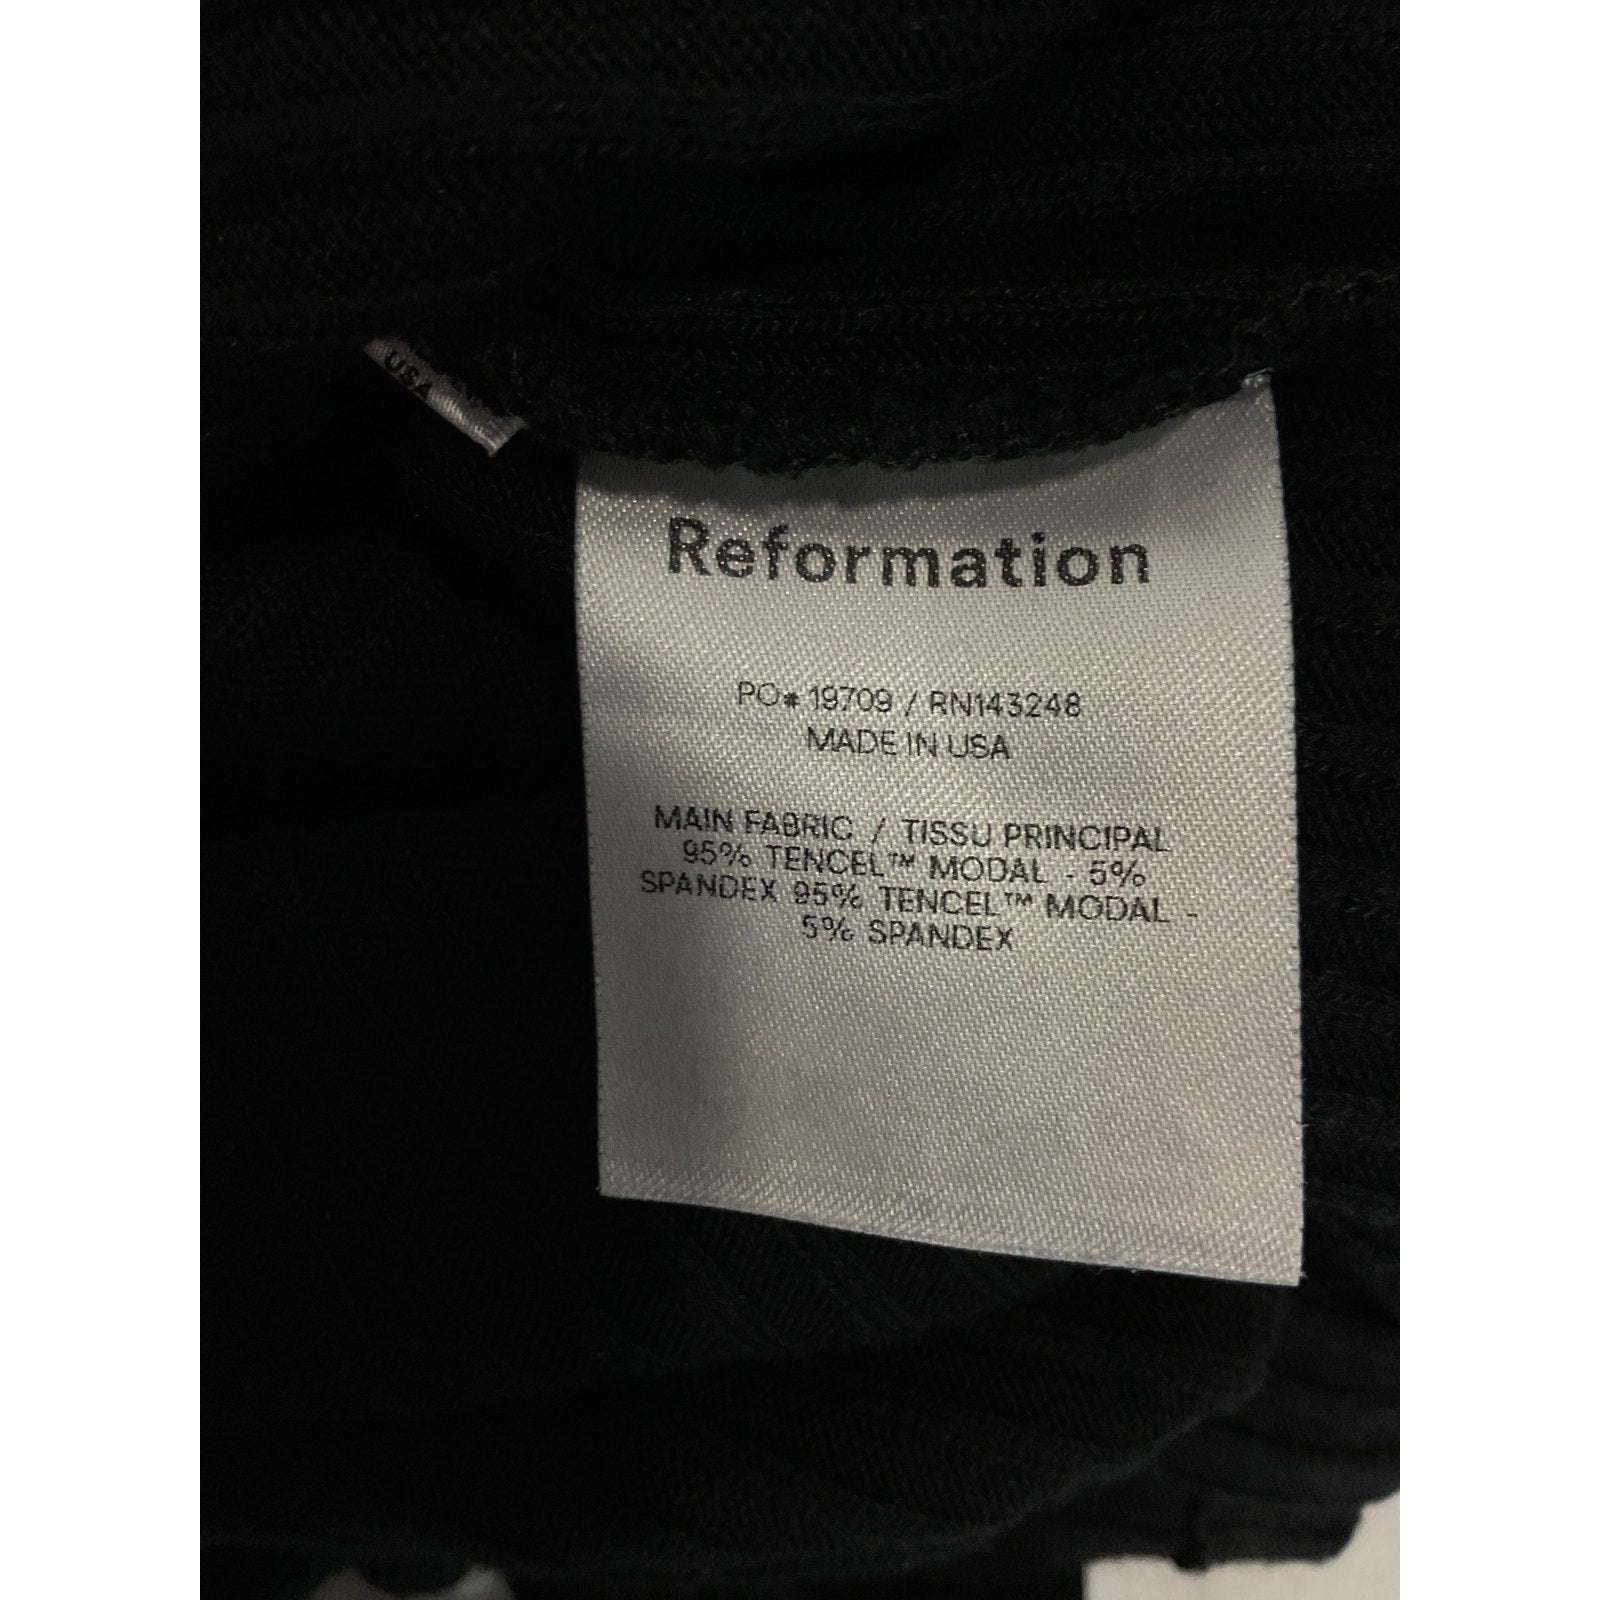 USA
Reformation
PO# 19709 / RN143248
MADE IN USA
MAIN FABRIC / TISSU PRINCIPAL
95% TENCEL™ MODAL - 5%
SPANDEX 95% TENCEL™ MODAL -
5% SPANDEX